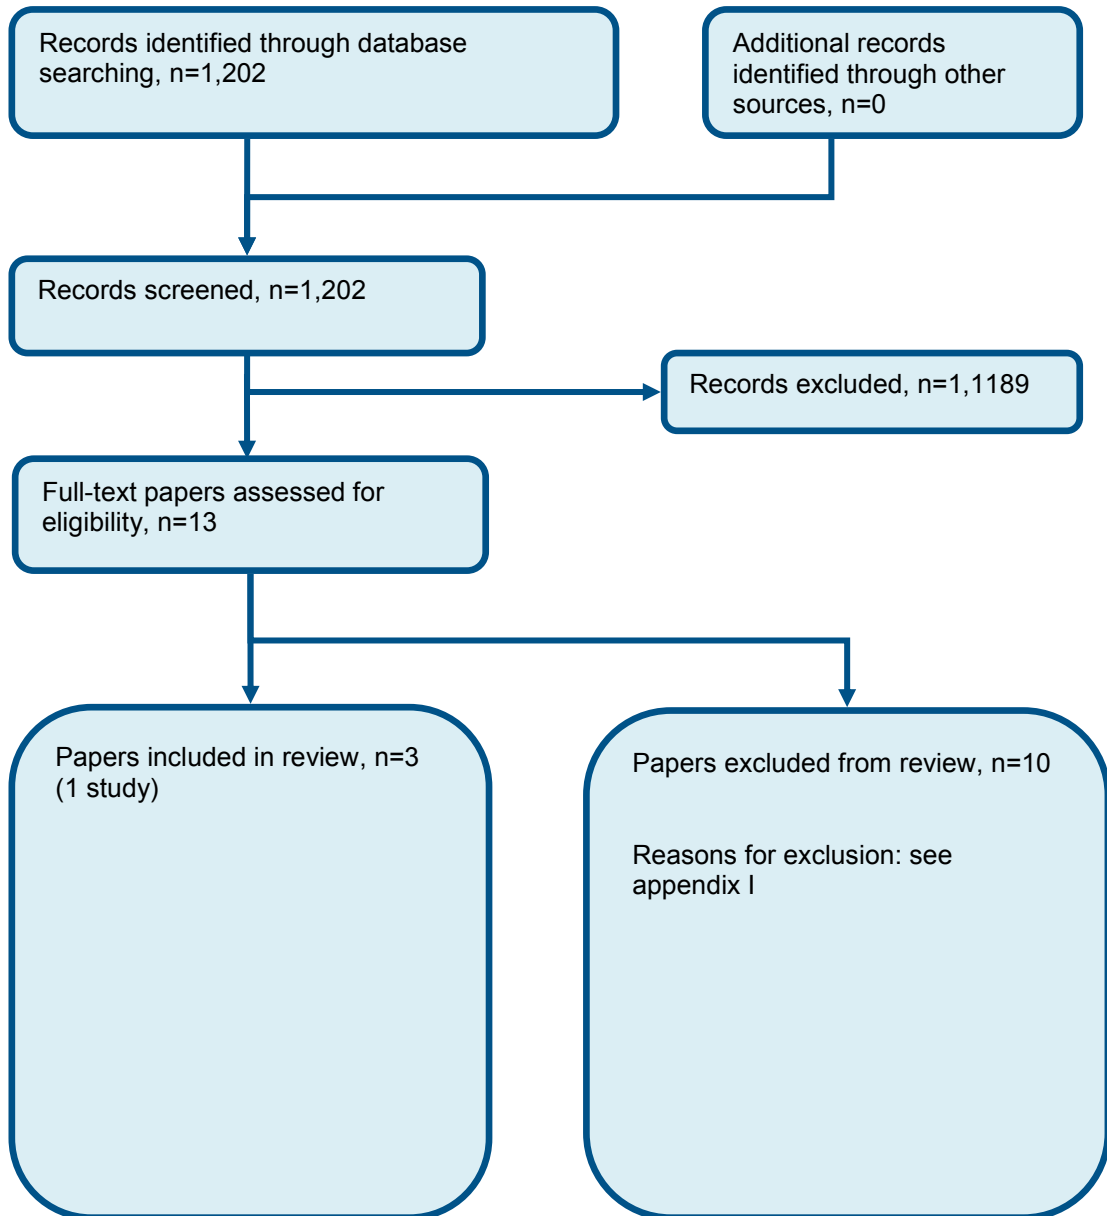 Records identified through database
searching, n=1,202
Additional records
identified through other
sources, n=0
Records screened, n=1,202
Records excluded, n=1,1189
Full-text papers assessed for
eligibility, n=13
Papers included in review, n=3
(1 study)
Papers excluded from review, n=10
Reasons for exclusion: see
appendix I